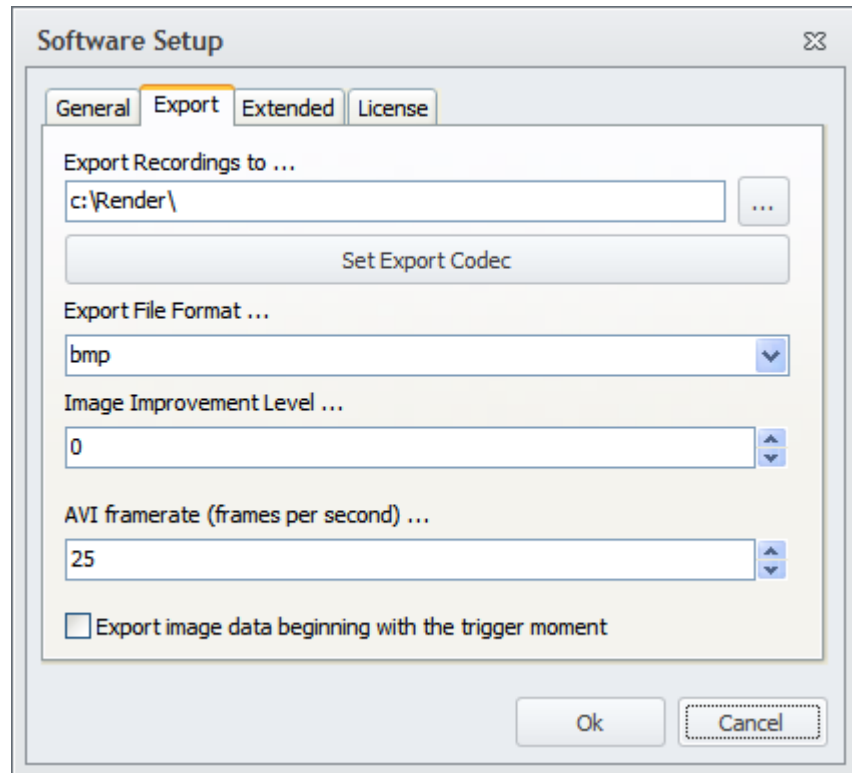 Software Setup
General Export Extended License
Export Recordings to ...
c:\Render\
...
Set Export Codec
Export File Format ...
bmp
Image Improvement Level ...
0
AVI framerate (frames per second) ...
25
Export image data beginning with the trigger moment
Ok Cancel